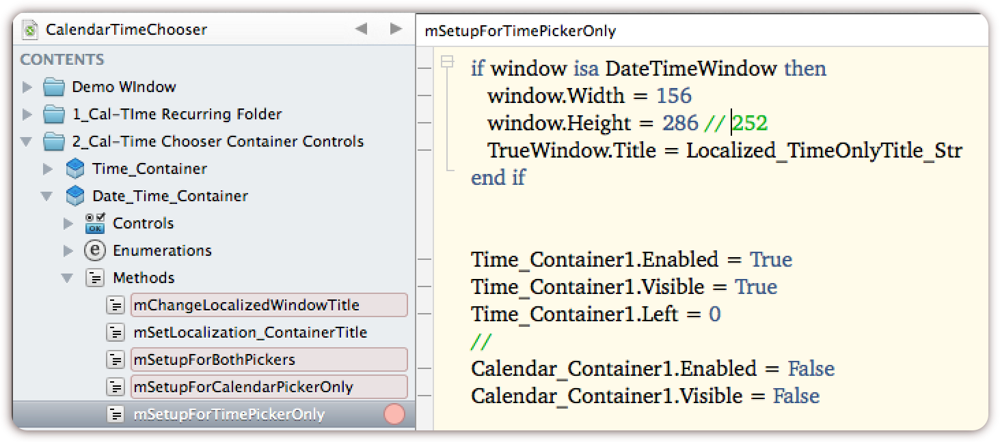 CalendarTimeChooser
CONTENTS
Demo WIndow
1_Cal-TIme Recurring Folder
2_Cal-Time Chooser Container Controls
Time_Container
Date_Time_Container
OK
Controls
e
Enumerations
Methods
mChangeLocalizedWindowTitle
mSetLocalization_ContainerTitle
mSetupForBothPickers
mSetupForCalendarPickerOnly
mSetupForTimePickerOnly
mSetupForTimePickerOnly
if window isa DateTimeWindow then
window.Width = 156
window.Height = 286 // 252
TrueWindow.Title = Localized_TimeOnlyTitle_Str
end if
Time_Container1.Enabled = True
Time_Container1.Visible = True
Time_Container1.Left = 0
//
Calendar_Container1.Enabled = False
Calendar_Container1.Visible = False